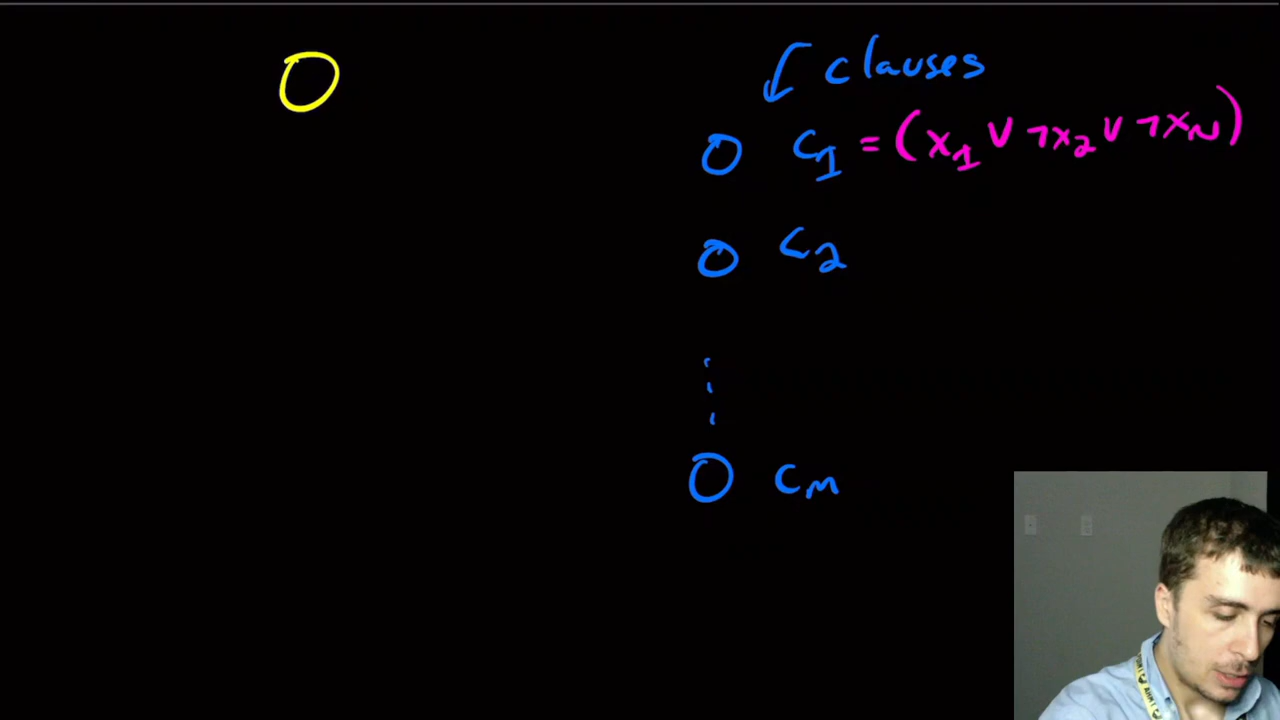 clauses
C1 = (x1 ∨ ¬x2 ∨ ¬xN)
C2
CM